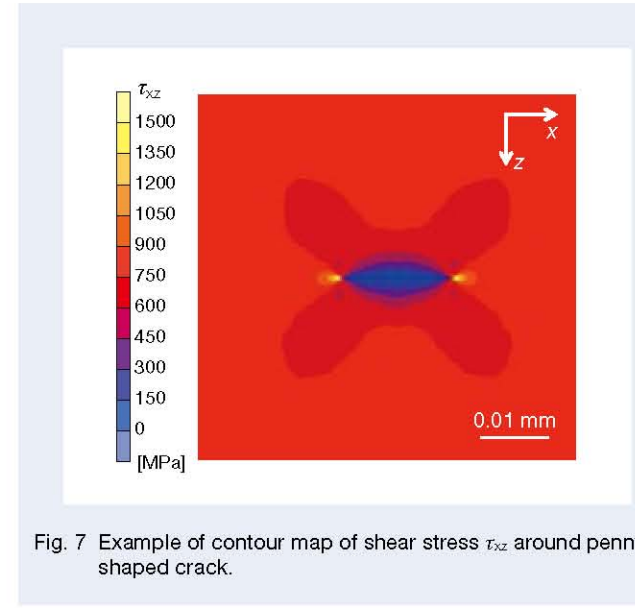 τxz
1500
1350
1200
1050
900
750
600
450
300
150
0
[MPa]
x
z
0.01 mm
Fig. 7 Example of contour map of shear stress τxz around penn
shaped crack.